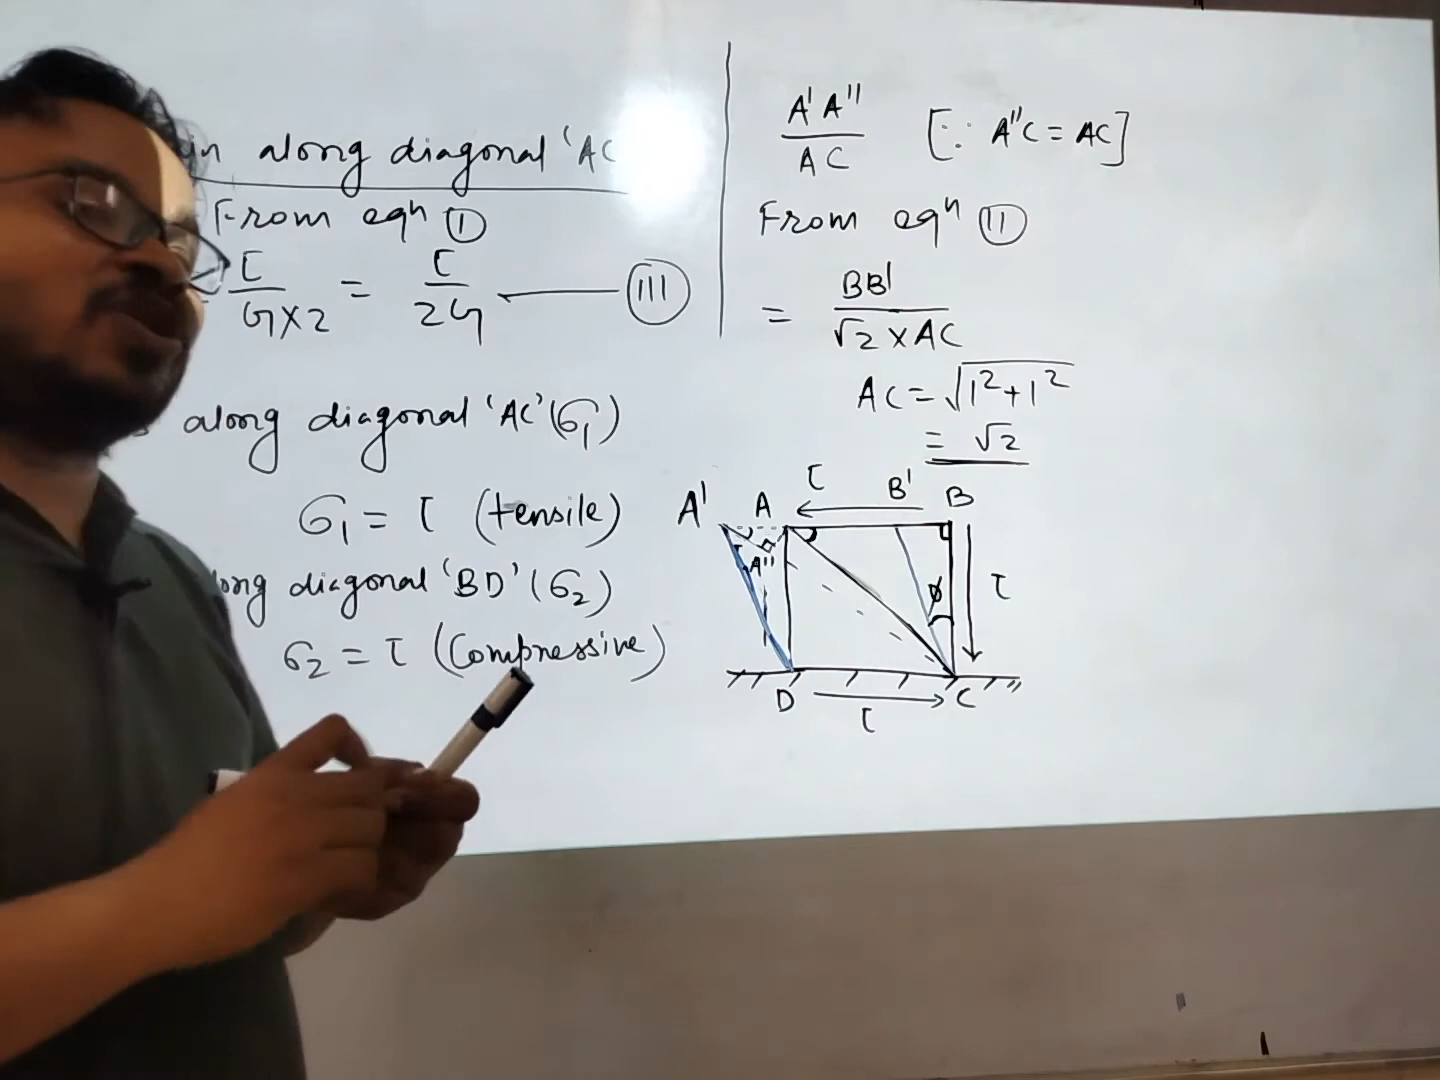 along diagonal 'AC
From eqⁿ Ⅰ
τ/G×2 = τ/2G — Ⅲ
along diagonal 'AC' (σ₁)
σ₁ = τ (tensile)
diagonal 'BD' (σ₂)
σ₂ = τ (Compressive)
A'A''/AC [∵ A''C = AC]
From eqⁿ Ⅱ
= BB'/√2 × AC
AC = √1² + 1²
= √2
A' A τ B' B
A'' φ τ
D τ C